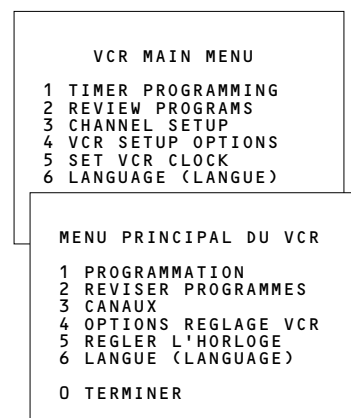 VCR MAIN MENU
1 TIMER PROGRAMMING
2 REVIEW PROGRAMS
3 CHANNEL SETUP
4 VCR SETUP OPTIONS
5 SET VCR CLOCK
6 LANGUAGE (LANGUE)
MENU PRINCIPAL DU VCR
1 PROGRAMMATION
2 REVISER PROGRAMMES
3 CANAUX
4 OPTIONS REGLAGE VCR
5 REGLER L'HORLOGE
6 LANGUE (LANGUAGE)
0 TERMINER